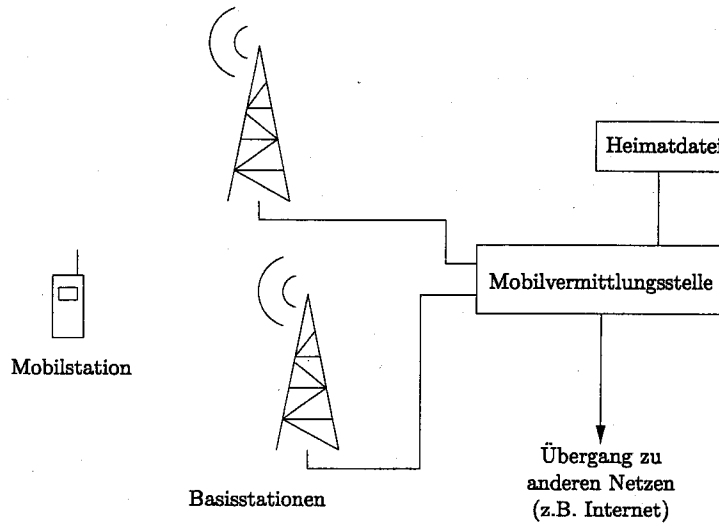 Heimatdatei
Mobilvermittlungsstelle
Mobilstation
Basisstationen
Übergang zu
anderen Netzen
(z.B. Internet)